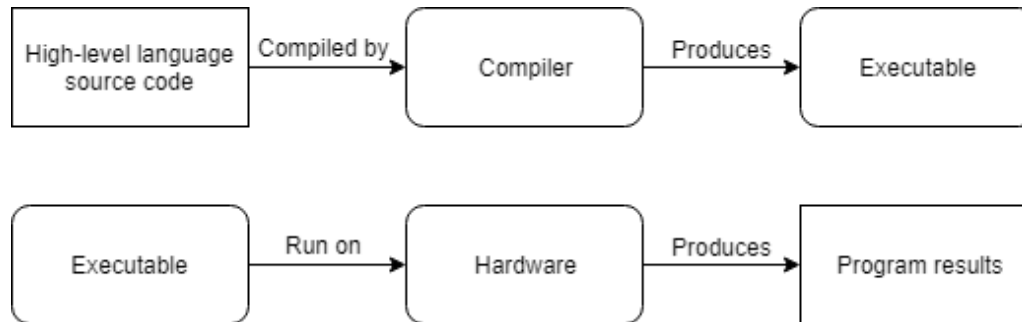 High-level language
source code
Compiled by
Compiler
Produces
Executable
Executable
Run on
Hardware
Produces
Program results